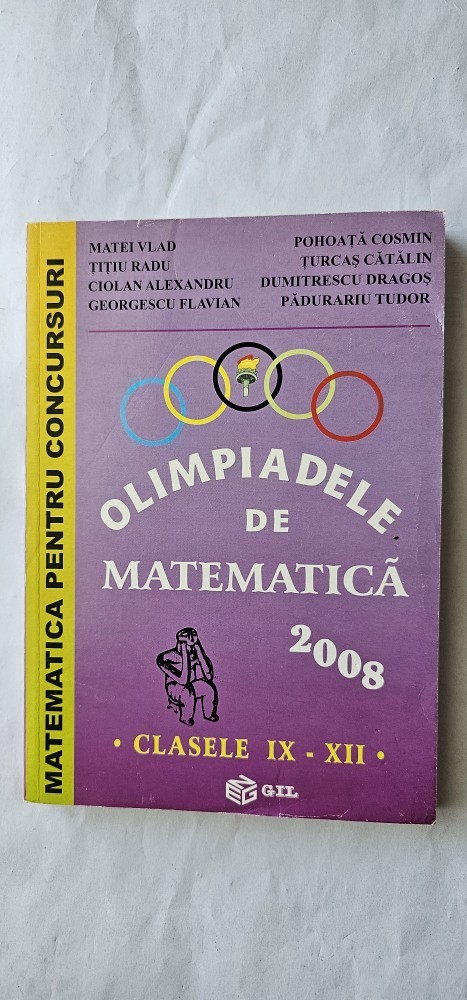 MATEMATICA PENTRU CONCURSURI
MATEI VLAD
ȚIȚIU RADU
CIOLAN ALEXANDRU
GEORGESCU FLAVIAN
POHOAȚĂ COSMIN
ȚURCAȘ CĂTĂLIN
DUMITRESCU DRAGOȘ
PĂDURARIU TUDOR
OLIMPIADELE
DE
MATEMATICÃ
2008
• CLASELE IX - XII •
GIL